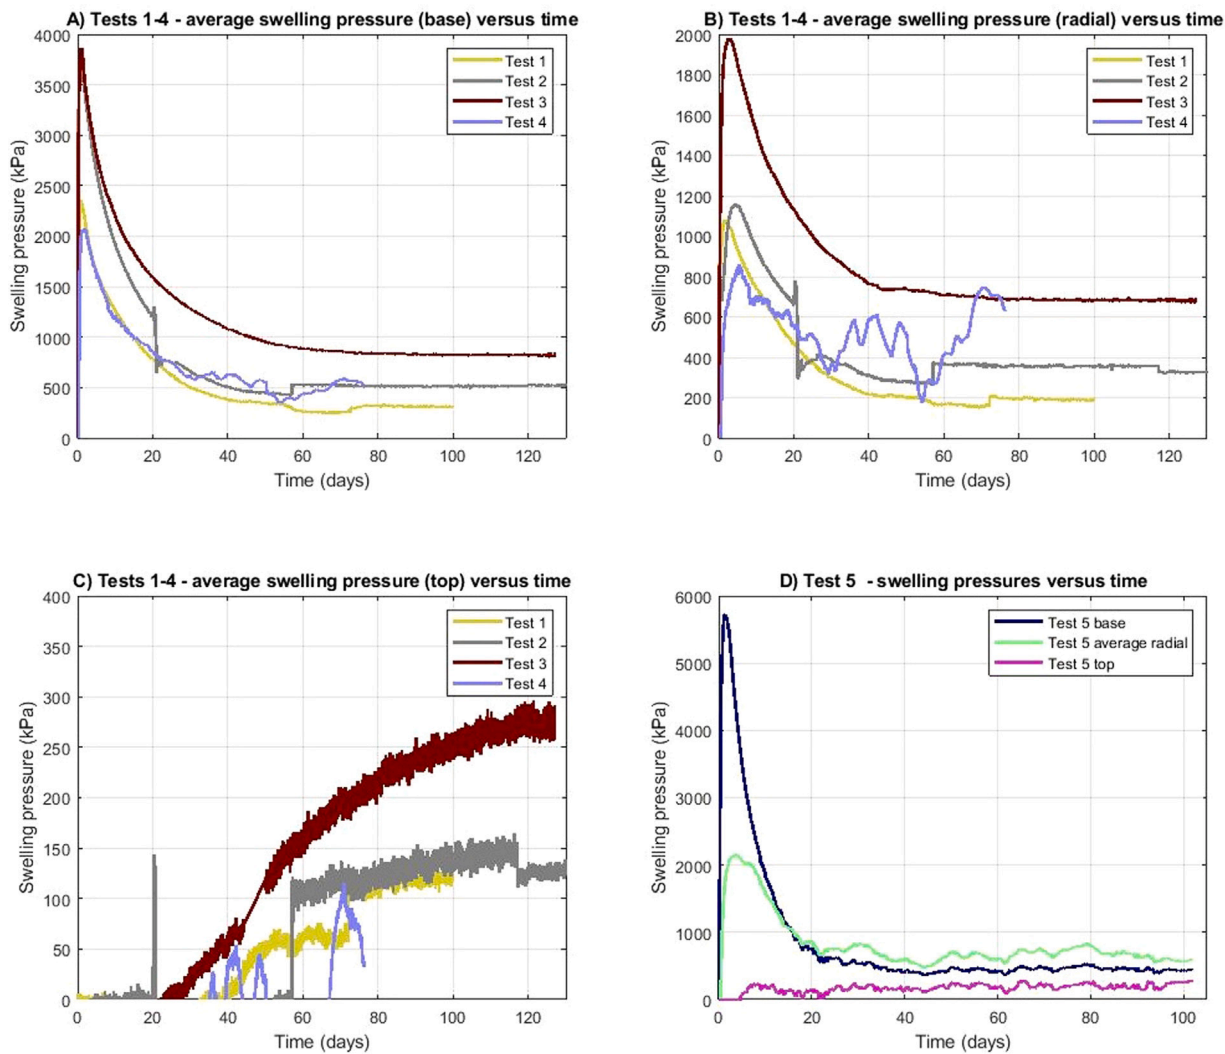 A) Tests 1-4 - average swelling pressure (base) versus time
4000
3500
3000
2500
2000
1500
1000
500
0
Swelling pressure (kPa)
0 20 40 60 80 100 120
Time (days)
Test 1
Test 2
Test 3
Test 4
B) Tests 1-4 - average swelling pressure (radial) versus time
2000
1800
1600
1400
1200
1000
800
600
400
200
0
Swelling pressure (kPa)
0 20 40 60 80 100 120
Time (days)
Test 1
Test 2
Test 3
Test 4
C) Tests 1-4 - average swelling pressure (top) versus time
400
350
300
250
200
150
100
50
0
Swelling pressure (kPa)
0 20 40 60 80 100 120
Time (days)
Test 1
Test 2
Test 3
Test 4
D) Test 5 - swelling pressures versus time
6000
5000
4000
3000
2000
1000
0
Swelling pressure (kPa)
0 20 40 60 80 100
Time (days)
Test 5 base
Test 5 average radial
Test 5 top